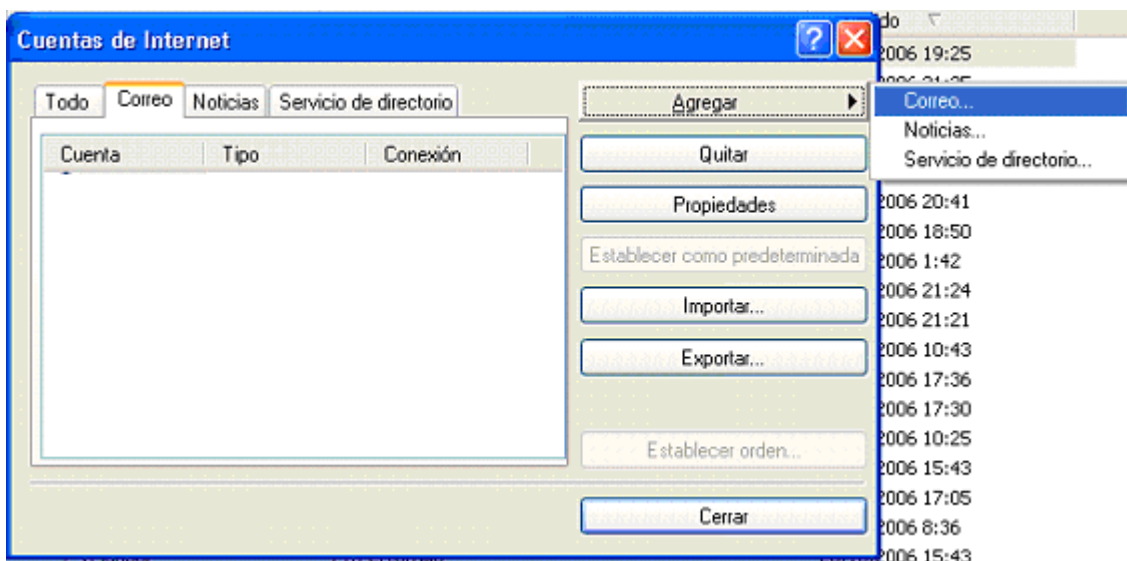 Cuentas de Internet
do
2006 19:25
Todo Correo Noticias Servicio de directorio
Agregar
Correo...
Noticias...
Servicio de directorio...
Cuenta Tipo Conexión
Quitar
Propiedades
2006 20:41
2006 18:50
Establecer como predeterminada
2006 1:42
2006 21:24
Importar...
2006 21:21
2006 10:43
Exportar...
2006 17:36
2006 17:30
2006 10:25
Establecer orden...
2006 15:43
2006 17:05
Cerrar
2006 8:36
2006 15:43